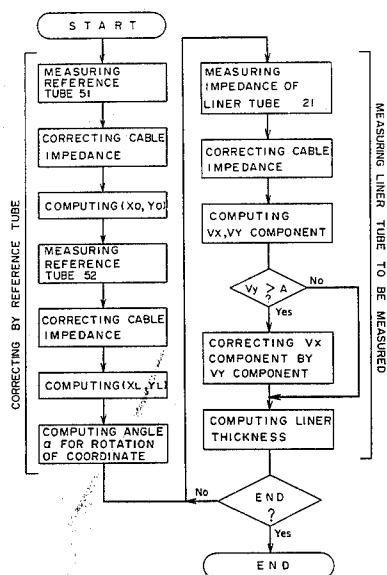 START
MEASURING
REFERENCE
TUBE 51
CORRECTING CABLE
IMPEDANCE
COMPUTING(X0, Y0)
MEASURING
REFERENCE
TUBE 52
CORRECTING CABLE
IMPEDANCE
COMPUTING(XL, YL)
COMPUTING ANGLE
α FOR ROTATION
OF COORDINATE
CORRECTING BY REFERENCE TUBE
MEASURING
IMPEDANCE OF
LINER TUBE 21
CORRECTING CABLE
IMPEDANCE
COMPUTING
Vx,VY COMPONENT
Vy > A
?
No
Yes
CORRECTING Vx
COMPONENT BY
VY COMPONENT
COMPUTING LINER
THICKNESS
MEASURING LINER TUBE TO BE MEASURED
No
END
?
Yes
END